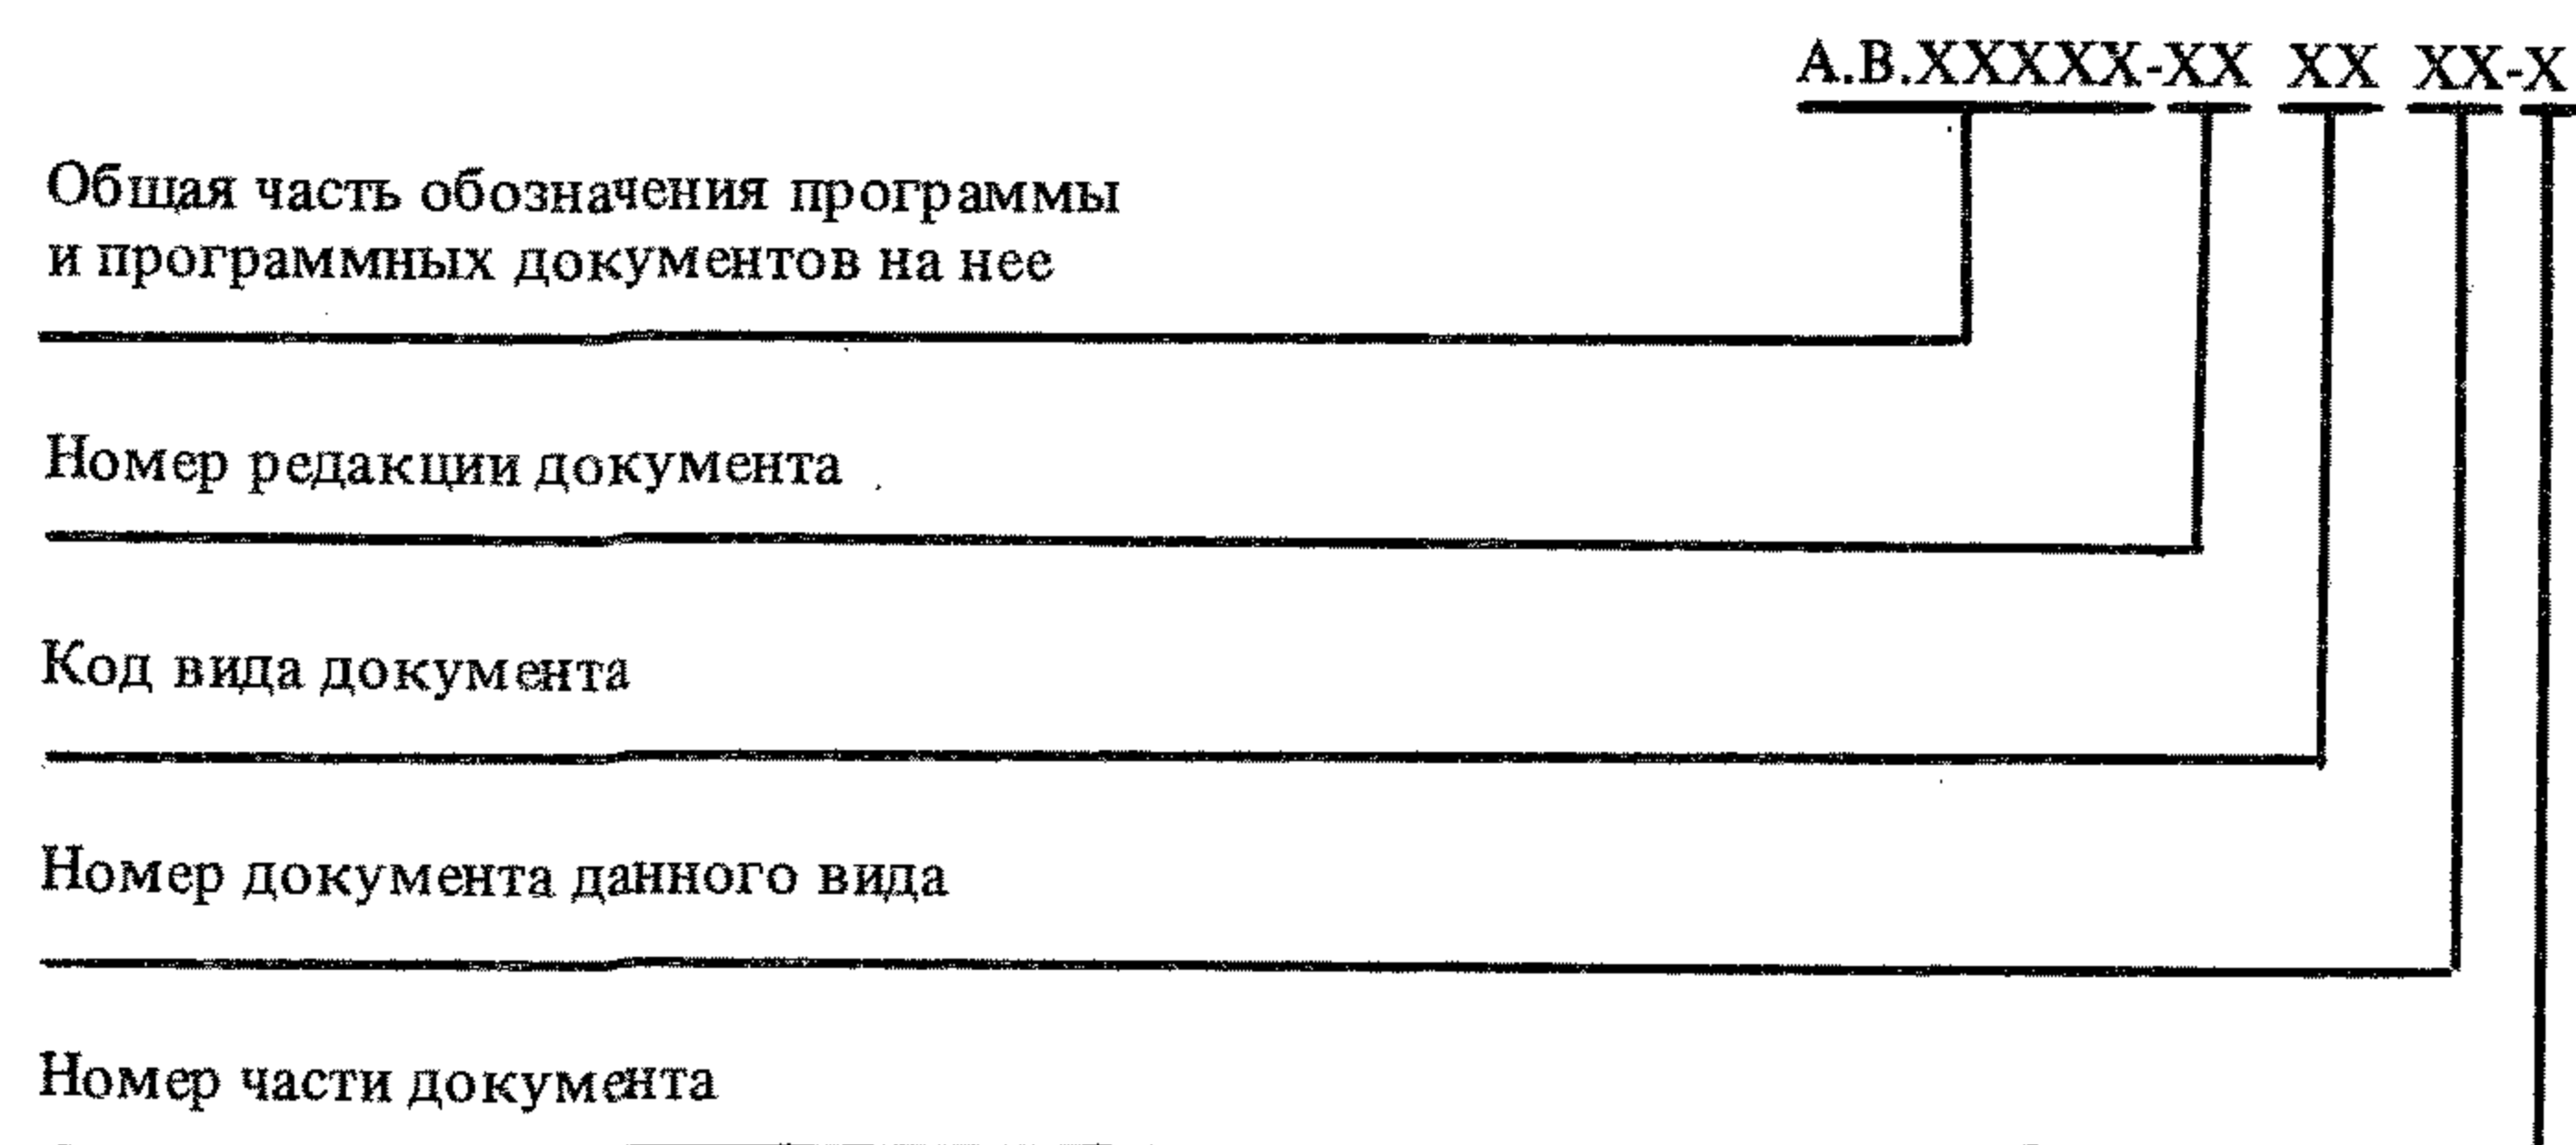 А.В.ХХХХХ-ХХ ХХ ХХ-Х
Общая часть обозначения программы
и программных документов на нее
Номер редакции документа
Код вида документа
Номер документа данного вида
Номер части документа